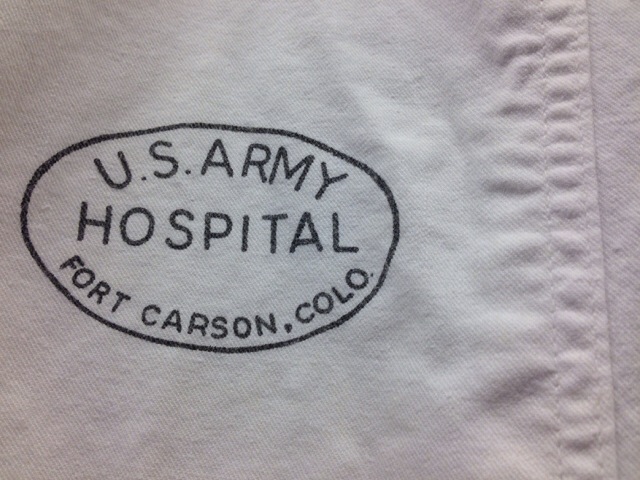 U.S. ARMY
HOSPITAL
FORT CARSON, COLO.